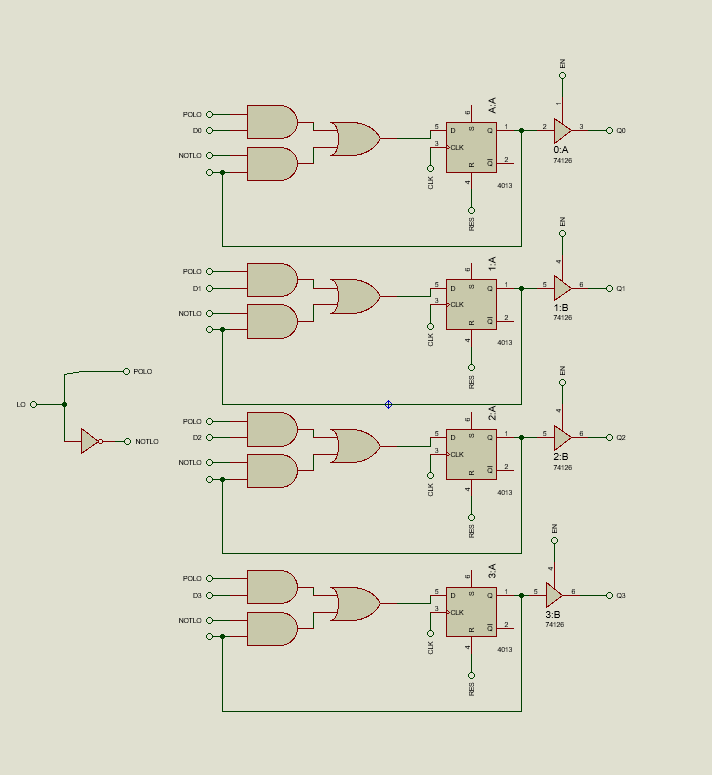 EN
A:A
POLO
D0
NOTLO
6
5 D S Q 1
3 CLK
R Q 2
4
4013
CLK
RES
1
2 3 Q0
0:A
74126
EN
1:A
POLO
D1
NOTLO
6
5 D S Q 1
3 CLK
R Q 2
4
4013
CLK
RES
4
5 6 Q1
1:B
74126
LO
POLO
NOTLO
EN
2:A
POLO
D2
NOTLO
6
5 D S Q 1
3 CLK
R Q 2
4
4013
CLK
RES
4
5 6 Q2
2:B
74126
EN
3:A
POLO
D3
NOTLO
6
5 D S Q 1
3 CLK
R Q 2
4
4013
CLK
RES
4
5 6 Q3
3:B
74126